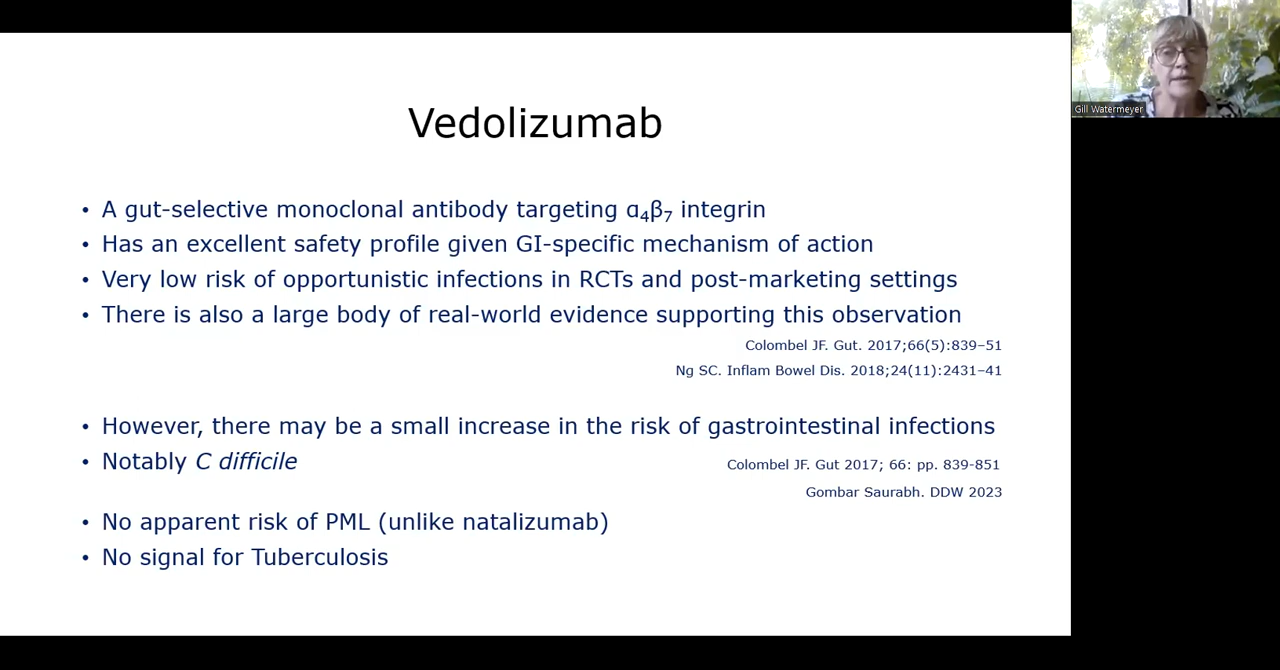 Vedolizumab
• A gut-selective monoclonal antibody targeting α₄β₇ integrin
• Has an excellent safety profile given GI-specific mechanism of action
• Very low risk of opportunistic infections in RCTs and post-marketing settings
• There is also a large body of real-world evidence supporting this observation
Colombel JF. Gut. 2017;66(5):839–51
Ng SC. Inflam Bowel Dis. 2018;24(11):2431–41
• However, there may be a small increase in the risk of gastrointestinal infections
• Notably C difficile
Colombel JF. Gut 2017; 66: pp. 839-851
Gombar Saurabh. DDW 2023
• No apparent risk of PML (unlike natalizumab)
• No signal for Tuberculosis
Gill Watermeyer